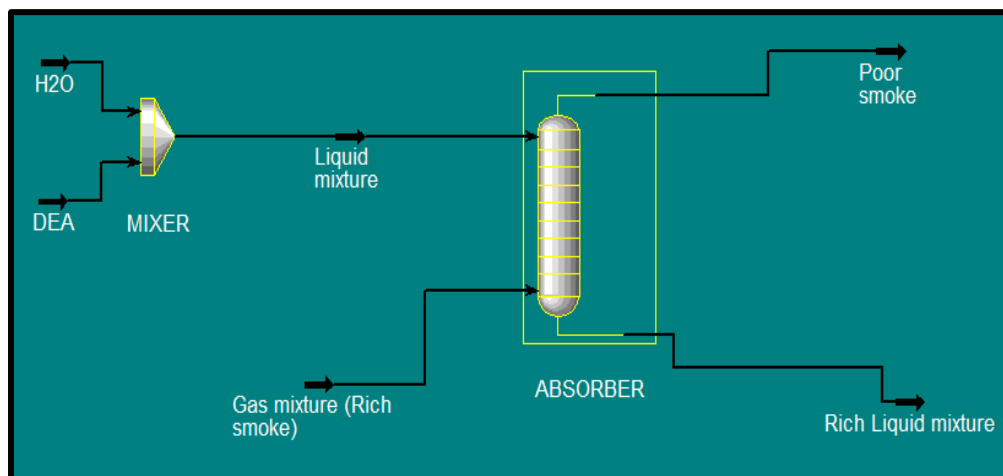 H2O
DEA
MIXER
Liquid
mixture
Gas mixture (Rich
smoke)
ABSORBER
Poor
smoke
Rich Liquid mixture